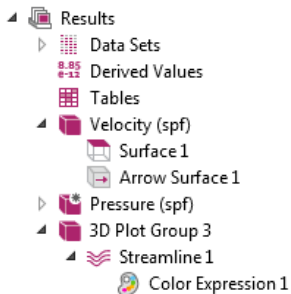 Results
Data Sets
8.85
e-12
Derived Values
Tables
Velocity (spf)
Surface 1
Arrow Surface 1
Pressure (spf)
3D Plot Group 3
Streamline 1
Color Expression 1